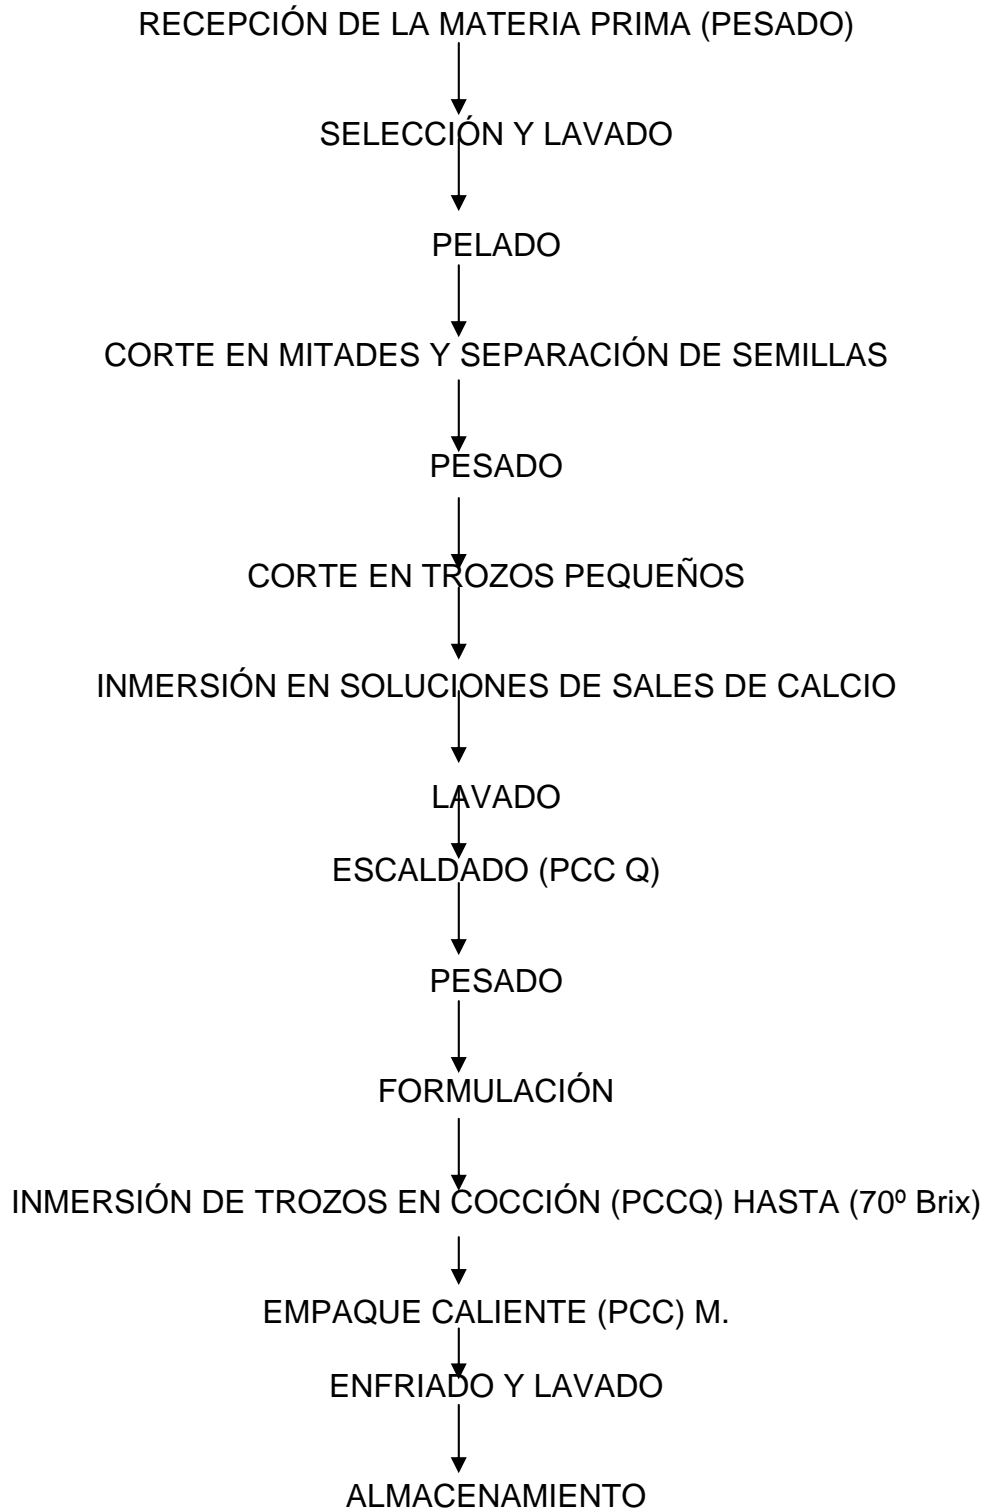 RECEPCIÓN DE LA MATERIA PRIMA (PESADO)
SELECCIÓN Y LAVADO
PELADO
CORTE EN MITADES Y SEPARACIÓN DE SEMILLAS
PESADO
CORTE EN TROZOS PEQUEÑOS
INMERSIÓN EN SOLUCIONES DE SALES DE CALCIO
LAVADO
ESCALDADO (PCC Q)
PESADO
FORMULACIÓN
INMERSIÓN DE TROZOS EN COCCIÓN (PCCQ) HASTA (70º Brix)
EMPAQUE CALIENTE (PCC) M.
ENFRIADO Y LAVADO
ALMACENAMIENTO